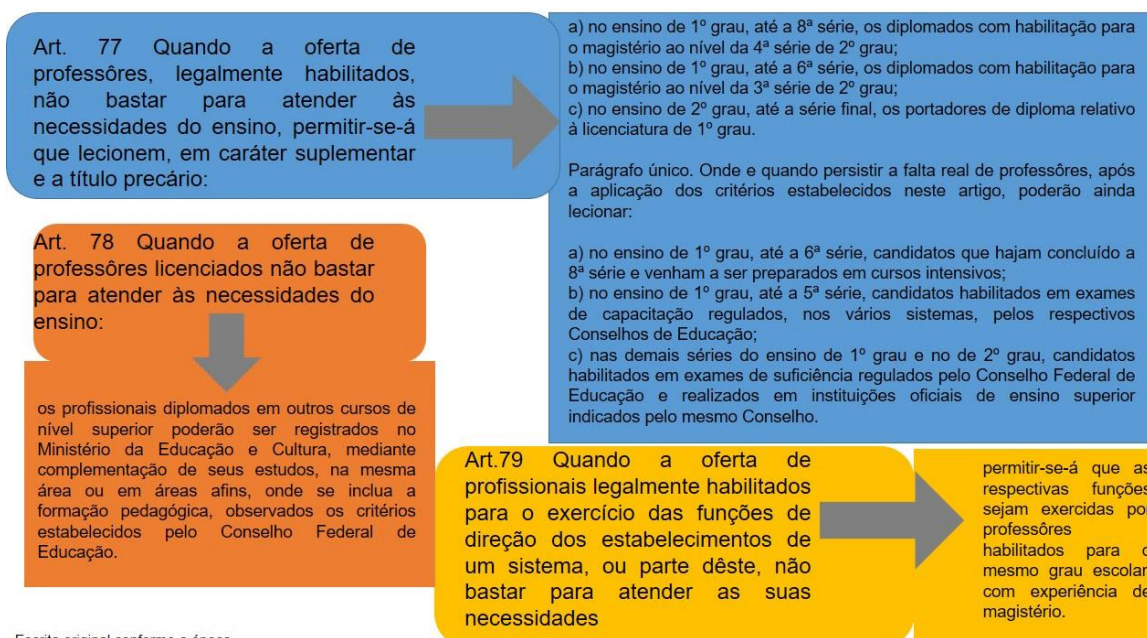 Art. 77 Quando a oferta de
professôres, legalmente habilitados,
não bastar para atender às
necessidades do ensino, permitir-se-á
que lecionem, em caráter suplementar
e a título precário:
a) no ensino de 1º grau, até a 8ª série, os diplomados com habilitação para
o magistério ao nível da 4ª série de 2º grau;
b) no ensino de 1º grau, até a 6ª série, os diplomados com habilitação para
o magistério ao nível da 3ª série de 2º grau;
c) no ensino de 2º grau, até a série final, os portadores de diploma relativo
à licenciatura de 1º grau.
Parágrafo único. Onde e quando persistir a falta real de professôres, após
a aplicação dos critérios estabelecidos neste artigo, poderão ainda
lecionar:
a) no ensino de 1º grau, até a 6ª série, candidatos que hajam concluído a
8ª série e venham a ser preparados em cursos intensivos;
b) no ensino de 1º grau, até a 5ª série, candidatos habilitados em exames
de capacitação regulados, nos vários sistemas, pelos respectivos
Conselhos de Educação;
c) nas demais séries do ensino de 1º grau e no de 2º grau, candidatos
habilitados em exames de suficiência regulados pelo Conselho Federal de
Educação e realizados em instituições oficiais de ensino superior
indicados pelo mesmo Conselho.
Art. 78 Quando a oferta de
professôres licenciados não bastar
para atender às necessidades do
ensino:
os profissionais diplomados em outros cursos de
nível superior poderão ser registrados no
Ministério da Educação e Cultura, mediante
complementação de seus estudos, na mesma
área ou em áreas afins, onde se inclua a
formação pedagógica, observados os critérios
estabelecidos pelo Conselho Federal de
Educação.
Art.79 Quando a oferta de
profissionais legalmente habilitados
para o exercício das funções de
direção dos estabelecimentos de
um sistema, ou parte dêste, não
bastar para atender as suas
necessidades
permitir-se-á que as
respectivas funções
sejam exercidas por
professôres
habilitados para o
mesmo grau escolar
com experiência de
magistério.